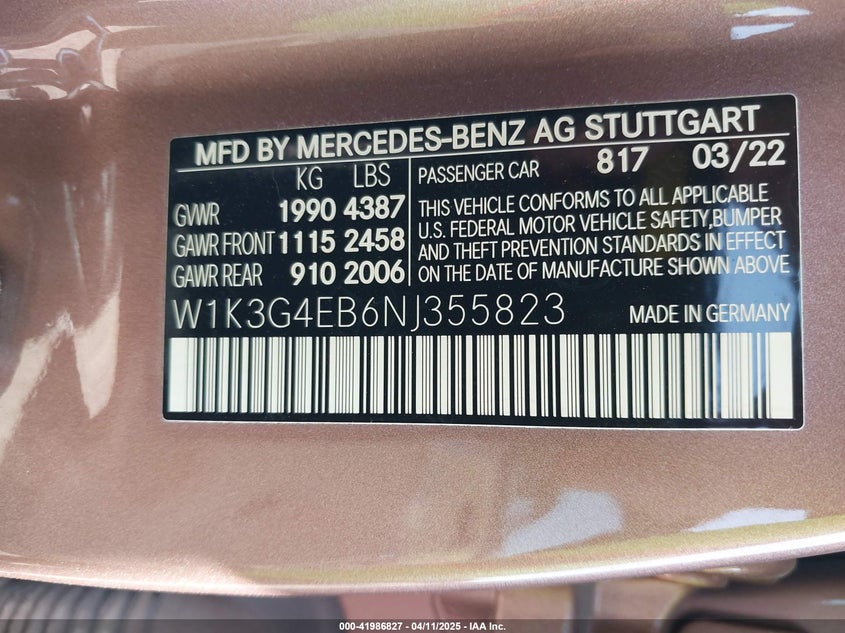 MFD BY MERCEDES-BENZ AG STUTTGART
KG LBS
GVWR 1990 4387
GAWR FRONT 1115 2458
GAWR REAR 910 2006
PASSENGER CAR 817 03/22
THIS VEHICLE CONFORMS TO ALL APPLICABLE
U.S. FEDERAL MOTOR VEHICLE SAFETY,BUMPER
AND THEFT PREVENTION STANDARDS IN EFFECT
ON THE DATE OF MANUFACTURE SHOWN ABOVE
W1K3G4EB6NJ355823 MADE IN GERMANY
000-41986827 - 04/11/2025 - IAA Inc.